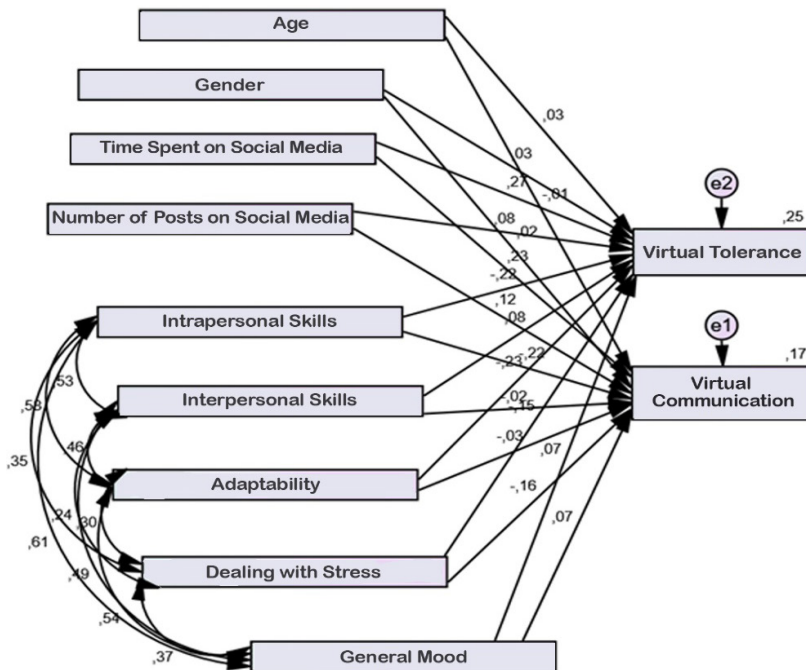 Age
Gender
,03
Time Spent on Social Media
,03
e2
,27
-,01
Number of Posts on Social Media
,08
,02
,25
Virtual Tolerance
,23
-,22
,12
,08
e1
Intrapersonal Skills
,17
-,23
-,22
,53
,58
Virtual
Communication
Interpersonal Skills
-,02
-,15
,46
-,03
,07
,35
Adaptability
-,16
,24
,30
,07
,61
,49
Dealing with Stress
,54
,37
General Mood